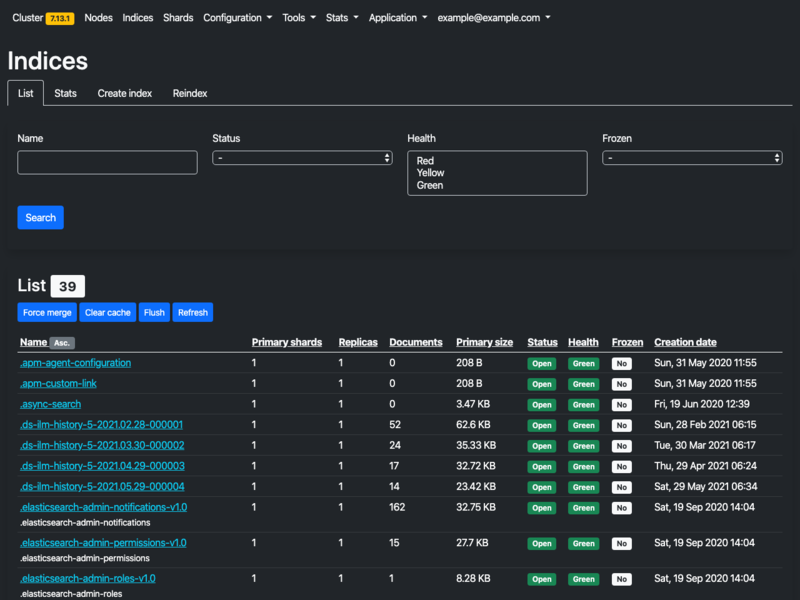 Cluster 7.13.1 Nodes Indices Shards Configuration Tools Stats Application example@example.com
Indices
List Stats Create index Reindex
Name Status Health Frozen
- Red -
Yellow
Green
Search
List 39
Force merge Clear cache Flush Refresh
Name Asc. Primary shards Replicas Documents Primary size Status Health Frozen Creation date
.apm-agent-configuration 1 1 0 208 B Open Green No Sun, 31 May 2020 11:55
.apm-custom-link 1 1 0 208 B Open Green No Sun, 31 May 2020 11:55
.async-search 1 1 0 3.47 KB Open Green No Fri, 19 Jun 2020 12:39
.ds-ilm-history-5-2021.02.28-000001 1 1 52 62.6 KB Open Green No Sun, 28 Feb 2021 06:15
.ds-ilm-history-5-2021.03.30-000002 1 1 24 35.33 KB Open Green No Tue, 30 Mar 2021 06:17
.ds-ilm-history-5-2021.04.29-000003 1 1 17 32.72 KB Open Green No Thu, 29 Apr 2021 06:24
.ds-ilm-history-5-2021.05.29-000004 1 1 14 23.42 KB Open Green No Sat, 29 May 2021 06:34
.elasticsearch-admin-notifications-v1.0 1 1 162 32.75 KB Open Green No Sat, 19 Sep 2020 14:04
.elasticsearch-admin-notifications
.elasticsearch-admin-permissions-v1.0 1 1 15 27.7 KB Open Green No Sat, 19 Sep 2020 14:04
.elasticsearch-admin-permissions
.elasticsearch-admin-roles-v1.0 1 1 1 8.28 KB Open Green No Sat, 19 Sep 2020 14:04
.elasticsearch-admin-roles